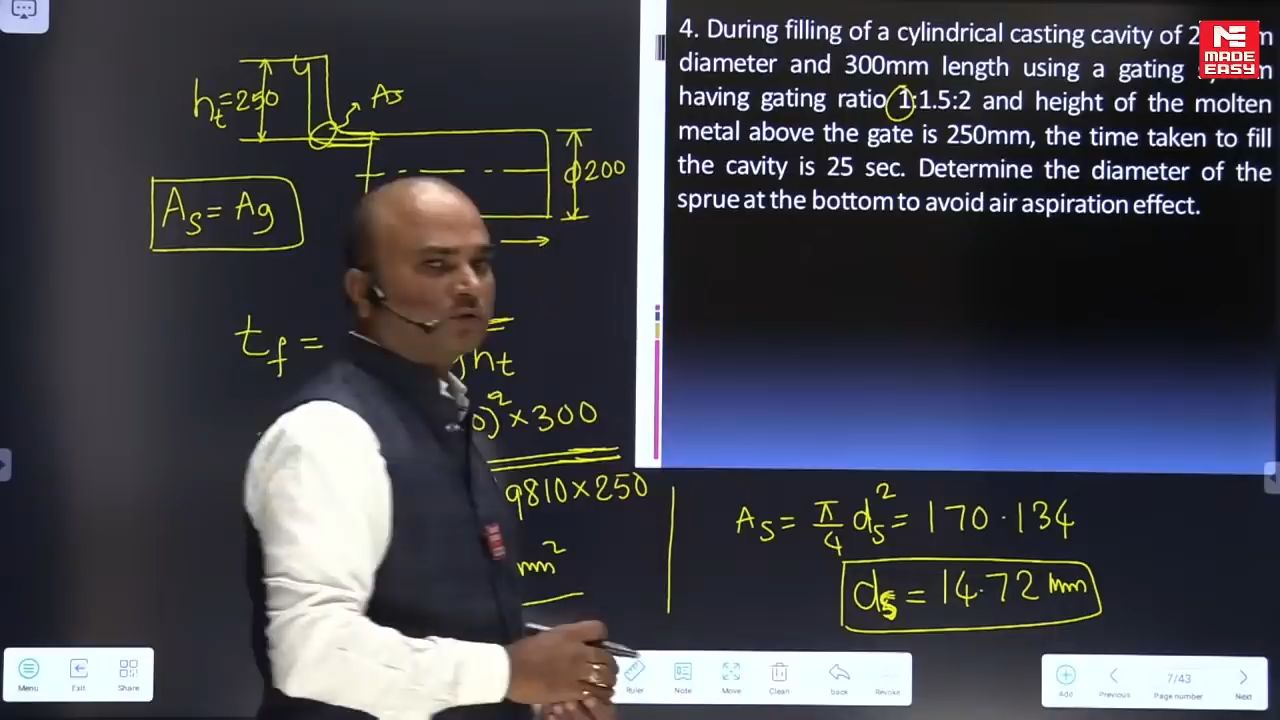 4. During filling of a cylindrical casting cavity of
diameter and 300mm length using a gating
having gating ratio 1:1.5:2 and height of the molten
metal above the gate is 250mm, the time taken to fill
the cavity is 25 sec. Determine the diameter of the
sprue at the bottom to avoid air aspiration effect.
MADE
EASY
hₜ=250
As
ϕ200
As = Ag
t_f =
hₜ
)² × 300
9810×250
mm²
As = π/4 ds² = 170.134
ds = 14.72 mm
Menu
Exit
Share
Ruler
Note
Move
Clean
back
Revoke
Add
Previous
7/43
Page number
Next